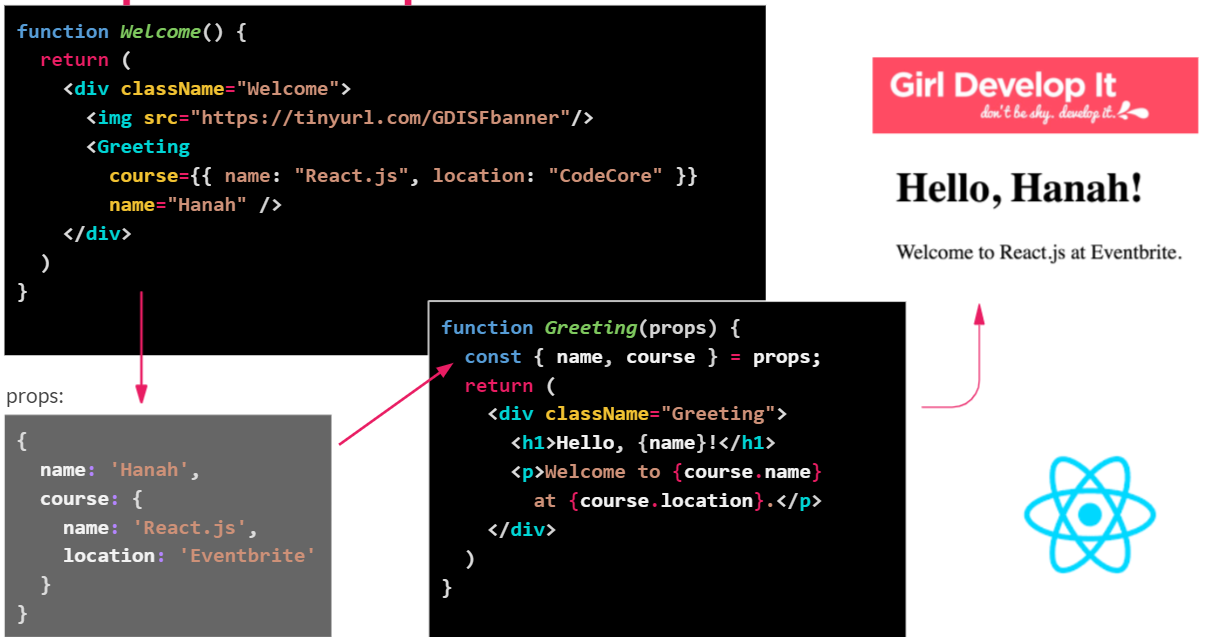 function Welcome() {
return (
<div className="Welcome">
<img src="https://tinyurl.com/GDISFbanner"/>
<Greeting
course={{ name: "React.js", location: "CodeCore" }}
name="Hanah" />
</div>
)
}
props:
{
name: 'Hanah',
course: {
name: 'React.js',
location: 'Eventbrite'
}
}
function Greeting(props) {
const { name, course } = props;
return (
<div className="Greeting">
<h1>Hello, {name}!</h1>
<p>Welcome to {course.name}
at {course.location}.</p>
</div>
)
}
Girl Develop It
don't be shy. develop it.
Hello, Hanah!
Welcome to React.js at Eventbrite.